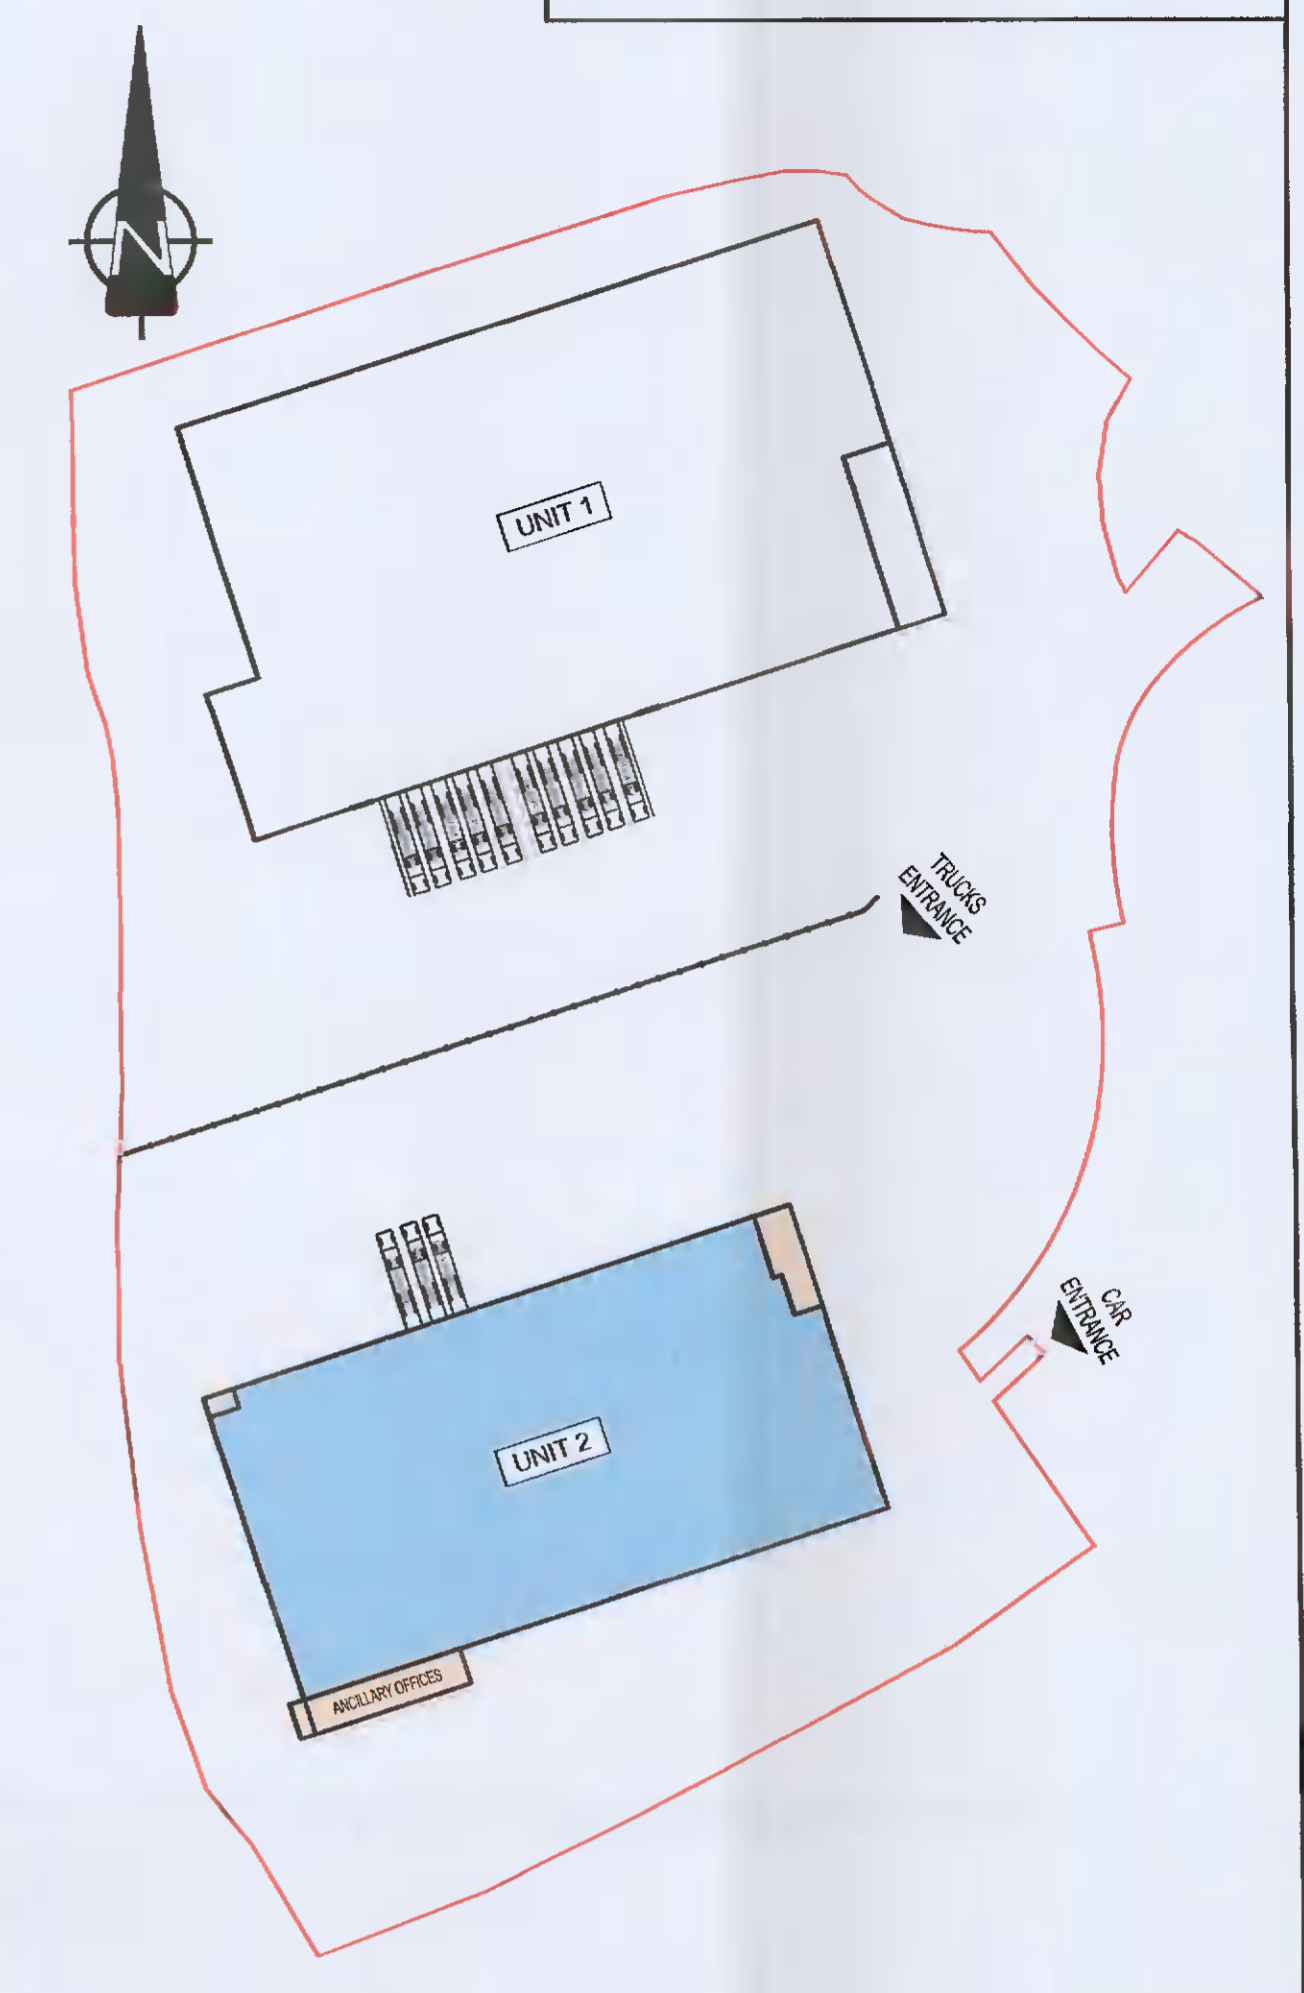 N
UNIT 1
TRUCKS
ENTRANCE
CAR
ENTRANCE
UNIT 2
ANCILLARY OFFICES